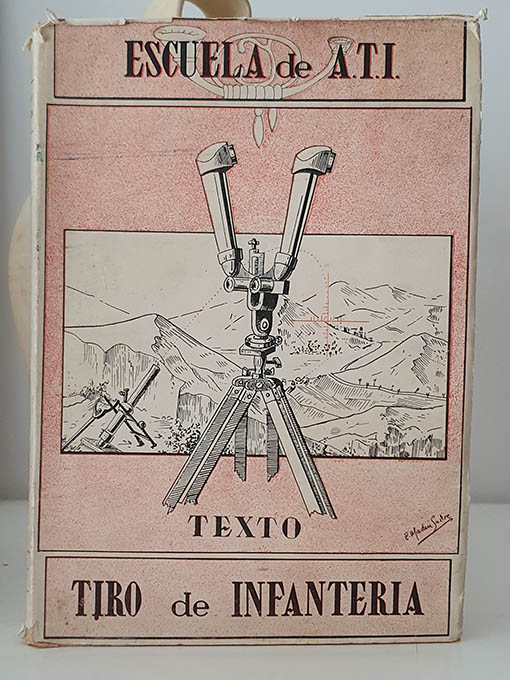 ESCUELA de A.T.I.
TEXTO
TIRO de INFANTERIA